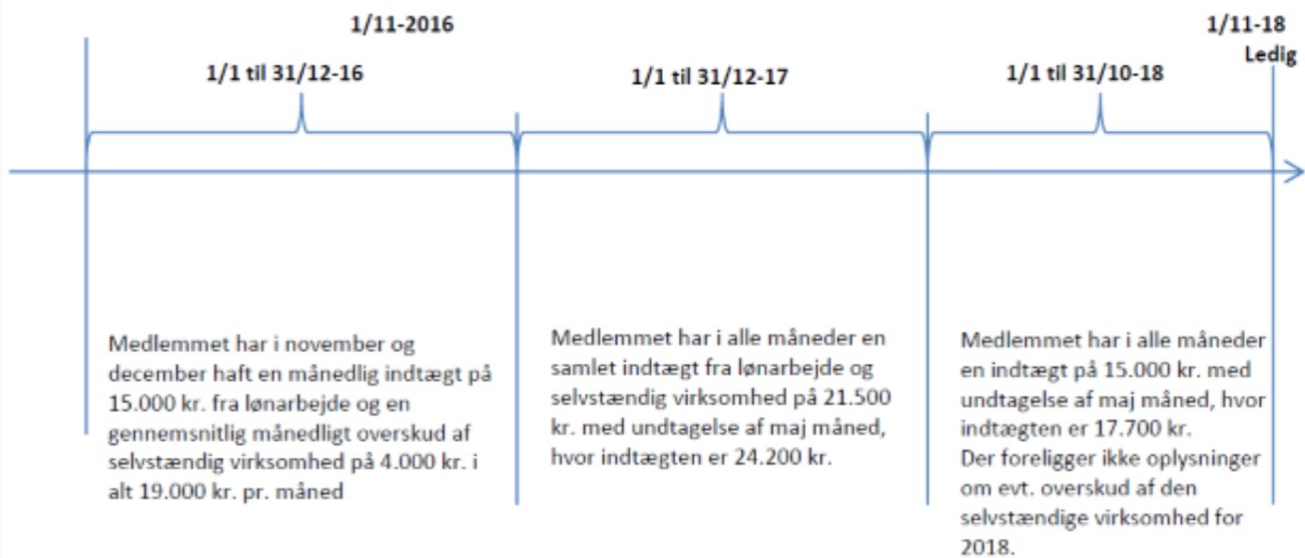 1/11-2016
1/11-18
Ledig
1/1 til 31/12-16
1/1 til 31/12-17
1/1 til 31/10-18
Medlemmet har i november og
december haft en månedlig indtægt på
15.000 kr. fra lønarbejde og en
gennemsnitlig månedligt overskud af
selvstændig virksomhed på 4.000 kr. i
alt 19.000 kr. pr. måned
Medlemmet har i alle måneder en
samlet indtægt fra lønarbejde og
selvstændig virksomhed på 21.500
kr. med undtagelse af maj måned,
hvor indtægten er 24.200 kr.
Medlemmet har i alle måneder
en indtægt på 15.000 kr. med
undtagelse af maj måned, hvor
indtægten er 17.700 kr.
Der foreligger ikke oplysninger
om evt. overskud af den
selvstændige virksomhed for
2018.